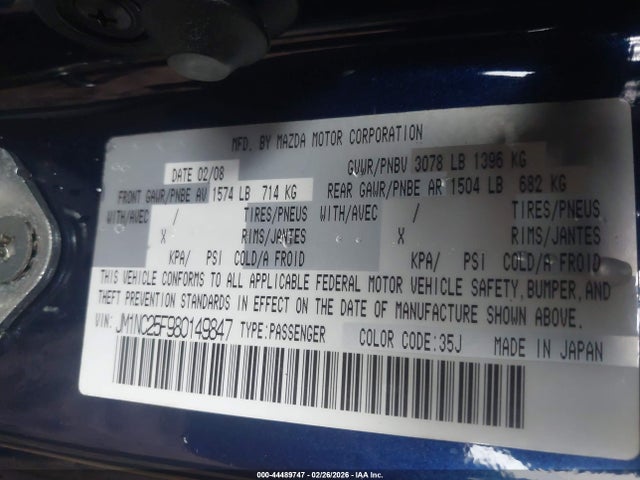 MFD. BY MAZDA MOTOR CORPORATION
DATE 02/08 GVWR/PNBV 3078 LB 1396 KG
FRONT GAWR/PNBE AV 1574 LB 714 KG REAR GAWR/PNBE AR 1504 LB 682 KG
WITH/AVEC / TIRES/PNEUS WITH/AVEC / TIRES/PNEUS
X RIMS/JANTES X RIMS/JANTES
KPA/ PSI COLD/A FROID KPA/ PSI COLD/A FROID
THIS VEHICLE CONFORMS TO ALL APPLICABLE FEDERAL MOTOR VEHICLE SAFETY, BUMPER, AND
THEFT PREVENTION STANDARDS IN EFFECT ON THE DATE OF MANUFACTURE SHOWN ABOVE.
VIN: JM1NC25F980149847 TYPE:PASSENGER COLOR CODE:35J MADE IN JAPAN
000-44489747 02/26/2026 IAA Inc.